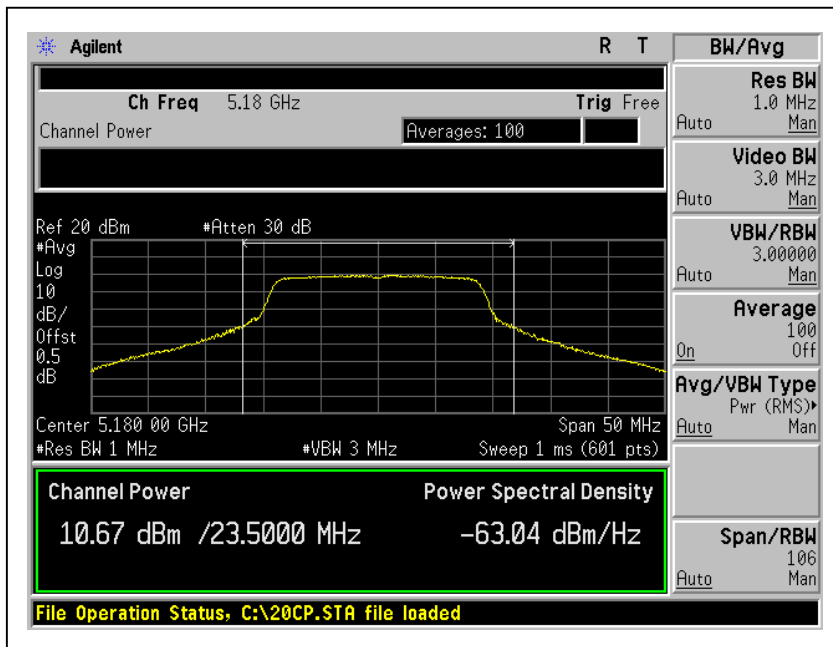 Agilent R T
Ch Freq 5.18 GHz Trig Free
Channel Power Averages: 100
Ref 20 dBm #Atten 30 dB
#Avg
Log
10
dB/
Offst
0.5
dB
Center 5.180 00 GHz Span 50 MHz
#Res BW 1 MHz #VBW 3 MHz Sweep 1 ms (601 pts)
Channel Power Power Spectral Density
10.67 dBm /23.5000 MHz -63.04 dBm/Hz
File Operation Status, C:\20CP.STA file loaded
BW/Avg
Res BW
1.0 MHz
Auto Man
Video BW
3.0 MHz
Auto Man
VBW/RBW
3.00000
Auto Man
Average
100
On Off
Avg/VBW Type
Pwr (RMS)▸
Auto Man
Span/RBW
106
Auto Man